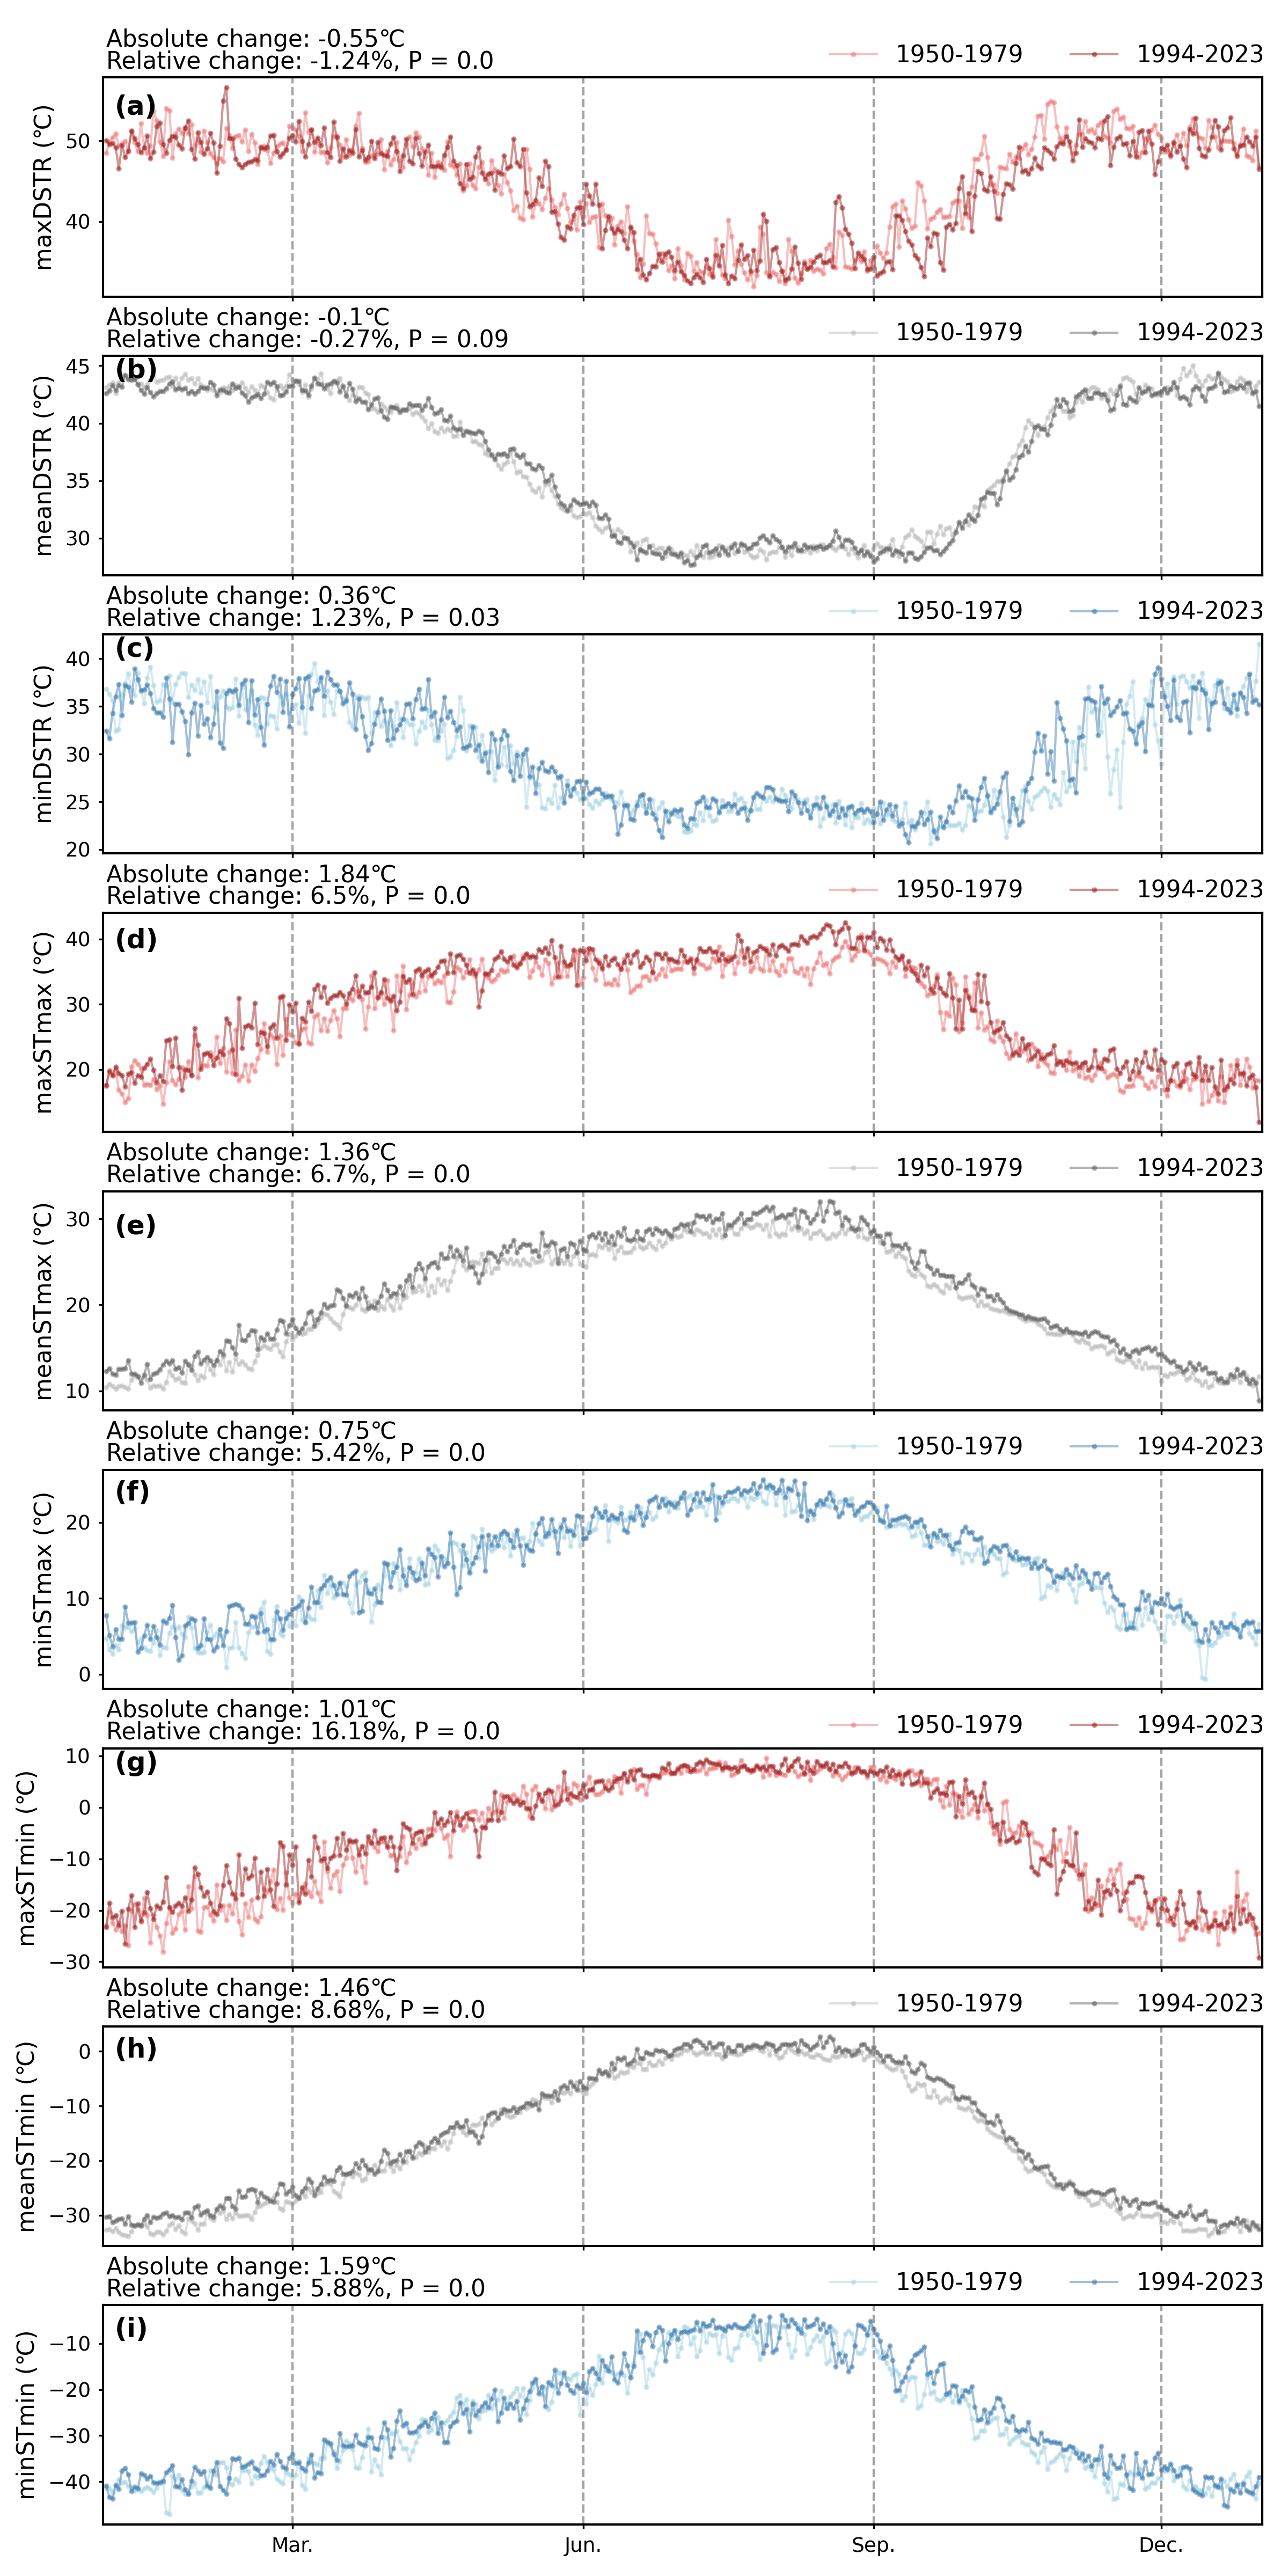 Absolute change: -0.55℃
Relative change: -1.24%, P = 0.0
1950-1979 1994-2023
(a)
maxDSTR (℃)
50
40
Absolute change: -0.1℃
Relative change: -0.27%, P = 0.09
1950-1979 1994-2023
(b)
meanDSTR (℃)
45
40
35
30
Absolute change: 0.36℃
Relative change: 1.23%, P = 0.03
1950-1979 1994-2023
(c)
minDSTR (℃)
40
35
30
25
20
Absolute change: 1.84℃
Relative change: 6.5%, P = 0.0
1950-1979 1994-2023
(d)
maxSTmax (℃)
40
30
20
Absolute change: 1.36℃
Relative change: 6.7%, P = 0.0
1950-1979 1994-2023
(e)
meanSTmax (℃)
30
20
10
Absolute change: 0.75℃
Relative change: 5.42%, P = 0.0
1950-1979 1994-2023
(f)
minSTmax (℃)
20
10
0
Absolute change: 1.01℃
Relative change: 16.18%, P = 0.0
1950-1979 1994-2023
(g)
maxSTmin (℃)
10
0
−10
−20
−30
Absolute change: 1.46℃
Relative change: 8.68%, P = 0.0
1950-1979 1994-2023
(h)
meanSTmin (℃)
0
−10
−20
−30
Absolute change: 1.59℃
Relative change: 5.88%, P = 0.0
1950-1979 1994-2023
(i)
minSTmin (℃)
−10
−20
−30
−40
Mar. Jun. Sep. Dec.